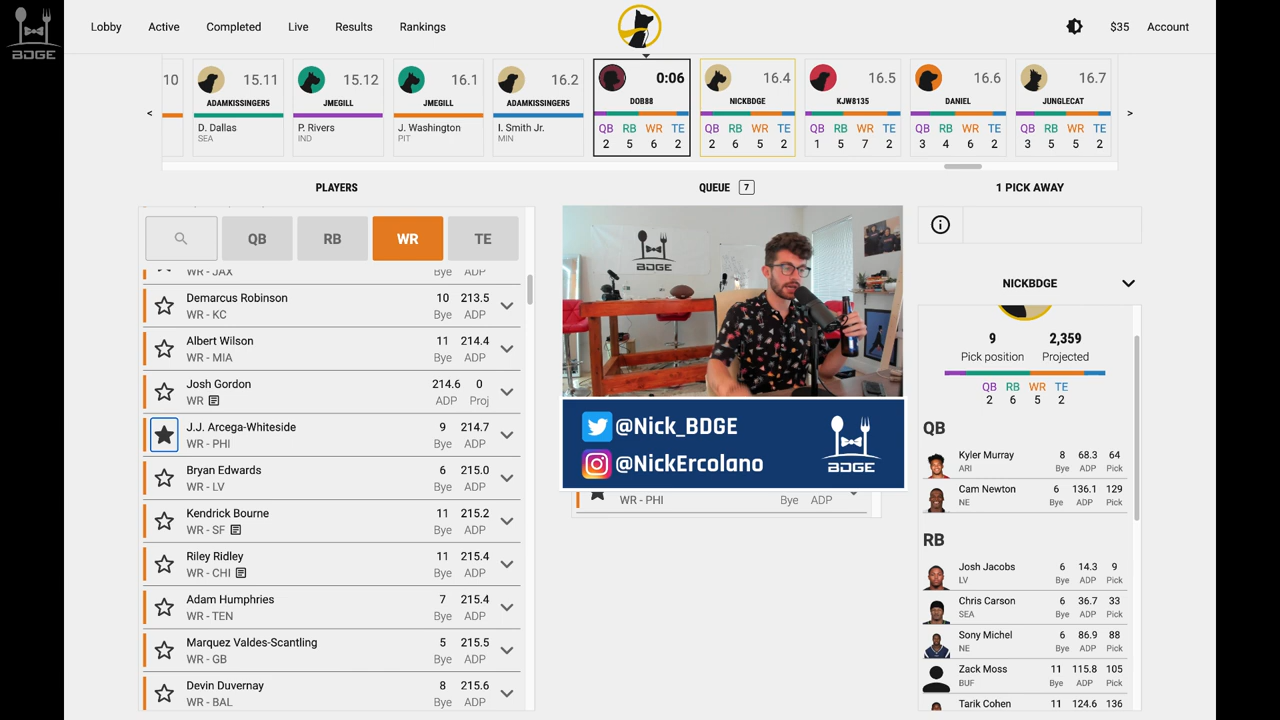 BDGE
Lobby Active Completed Live Results Rankings $35 Account
10 15.11 15.12 16.1 16.2 0:06 16.4 16.5 16.6 16.7
ADAMKISSINGER5 JMEGILL JMEGILL ADAMKISSINGER5 DOB88 NICKBDGE KJW8135 DANIEL JUNGLECAT
< D. Dallas P. Rivers J. Washington I. Smith Jr. QB RB WR TE QB RB WR TE QB RB WR TE QB RB WR TE QB RB WR TE >
SEA IND PIT MIN 2 5 6 2 2 6 5 2 1 5 7 2 3 4 6 2 3 5 5 2
PLAYERS QUEUE 7 1 PICK AWAY
QB RB WR TE
WR - JAX Bye ADP
Demarcus Robinson 10 213.5
WR - KC Bye ADP
Albert Wilson 11 214.4
WR - MIA Bye ADP
Josh Gordon 214.6 0
WR ADP Proj
J.J. Arcega-Whiteside 9 214.7
WR - PHI Bye ADP
Bryan Edwards 6 215.0
WR - LV Bye ADP
Kendrick Bourne 11 215.2
WR - SF Bye ADP
Riley Ridley 11 215.4
WR - CHI Bye ADP
Adam Humphries 7 215.4
WR - TEN Bye ADP
Marquez Valdes-Scantling 5 215.5
WR - GB Bye ADP
Devin Duvernay 8 215.6
WR - BAL Bye ADP
BDGE
@Nick_BDGE
@NickErcolano
BDGE
WR - PHI Bye ADP
NICKBDGE
9 2,359
Pick position Projected
QB RB WR TE
2 6 5 2
QB
Kyler Murray 8 68.3 64
ARI Bye ADP Pick
Cam Newton 6 136.1 129
NE Bye ADP Pick
RB
Josh Jacobs 6 14.3 9
LV Bye ADP Pick
Chris Carson 6 36.7 33
SEA Bye ADP Pick
Sony Michel 6 86.9 88
NE Bye ADP Pick
Zack Moss 11 115.8 105
BUF Bye ADP Pick
Tarik Cohen 11 124.6 136